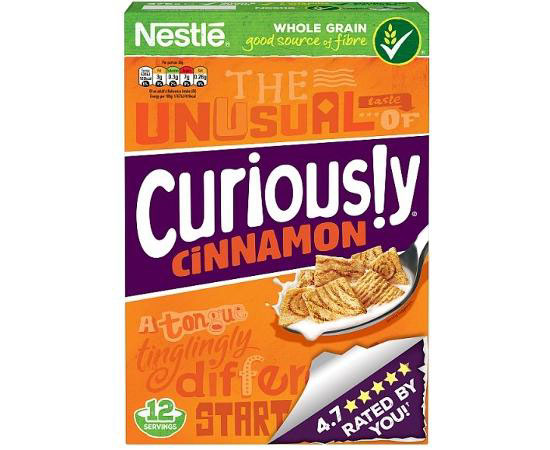 Nestlé®
WHOLE GRAIN
good source of fibre
THE
UNUSUAL
taste
...OF
Curious!y®
CiNNAMON
A tongue
tinglingly
differ
START
12
SERVINGS
4.7
RATED BY
YOU!